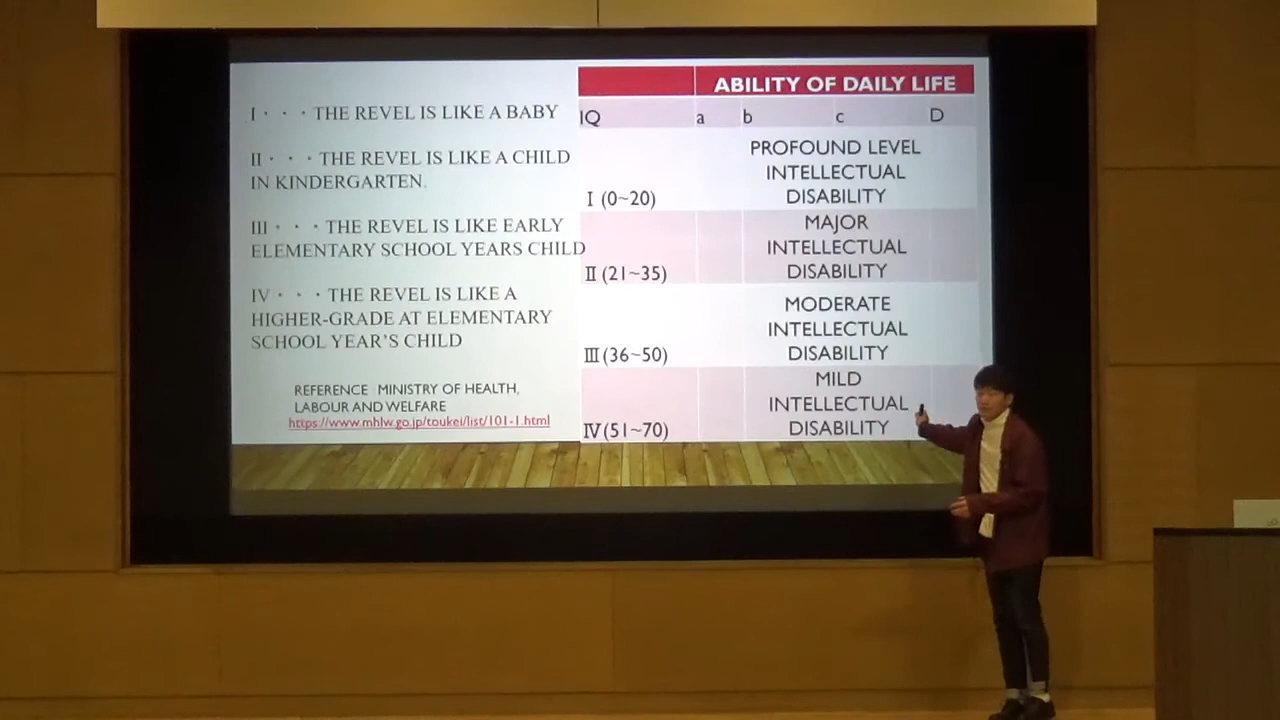 I・・・THE REVEL IS LIKE A BABY
II・・・THE REVEL IS LIKE A CHILD
IN KINDERGARTEN.
III・・・THE REVEL IS LIKE EARLY
ELEMENTARY SCHOOL YEARS CHILD
IV・・・THE REVEL IS LIKE A
HIGHER-GRADE AT ELEMENTARY
SCHOOL YEAR'S CHILD
REFERENCE MINISTRY OF HEALTH,
LABOUR AND WELFARE
https://www.mhlw.go.jp/toukei/list/101-1.html
ABILITY OF DAILY LIFE
IQ a b c D
I (0~20)
PROFOUND LEVEL
INTELLECTUAL
DISABILITY
II (21~35)
MAJOR
INTELLECTUAL
DISABILITY
III (36~50)
MODERATE
INTELLECTUAL
DISABILITY
IV (51~70)
MILD
INTELLECTUAL
DISABILITY